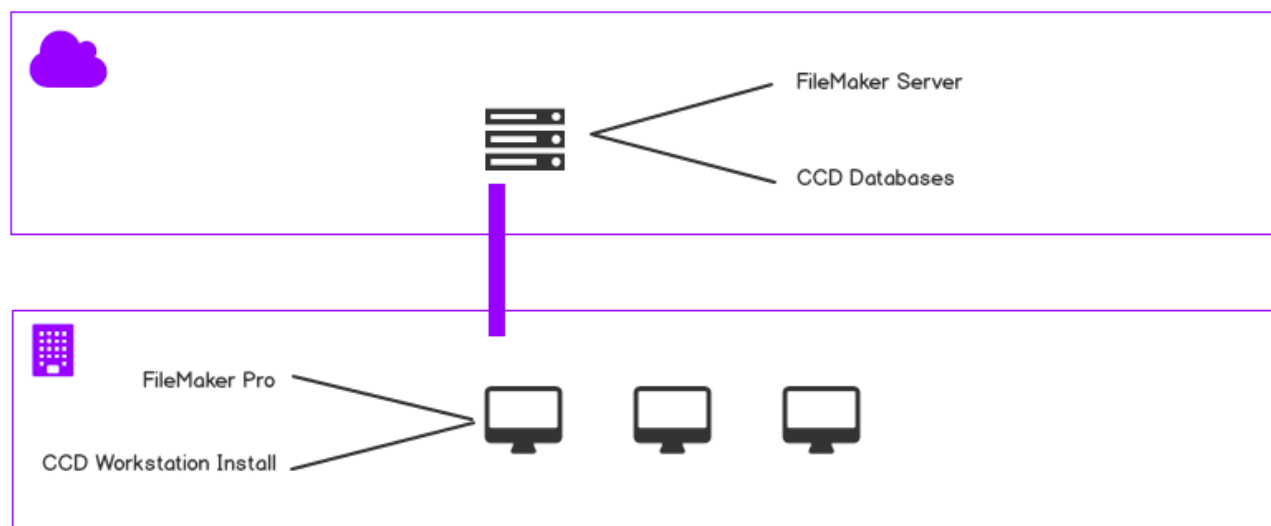 FileMaker Server
CCD Databases
FileMaker Pro
CCD Workstation Install